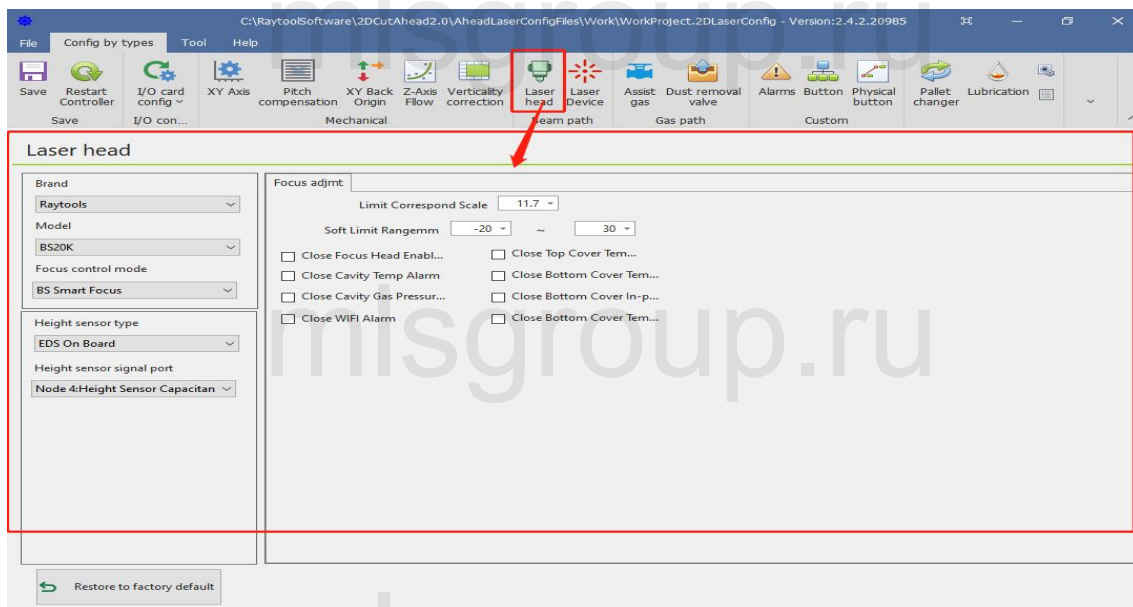 C:\RaytoolSoftware\2DCutAhead2.0\AheadLaserConfigFiles\Work\WorkProject.2DLaserConfig - Version:2.4.2.20985
File Config by types Tool Help
Save Restart Controller I/O card config XY Axis Pitch compensation XY Back Origin Z-Axis Fllow Verticality correction Laser head Laser Device Assist gas Dust removal valve Alarms Button Physical button Pallet changer Lubrication
Save I/O con... Mechanical Beam path Gas path Custom
Laser head
Brand
Raytools
Model
BS20K
Focus control mode
BS Smart Focus
Height sensor type
EDS On Board
Height sensor signal port
Node 4:Height Sensor Capacitan
Focus adjmt
Limit Correspond Scale 11.7
Soft Limit Rangemm -20 ~ 30
Close Focus Head Enabl... Close Top Cover Tem...
Close Cavity Temp Alarm Close Bottom Cover Tem...
Close Cavity Gas Pressur... Close Bottom Cover In-p...
Close WIFI Alarm Close Bottom Cover Tem...
Restore to factory default
mlsgroup.ru
mlsgroup.ru